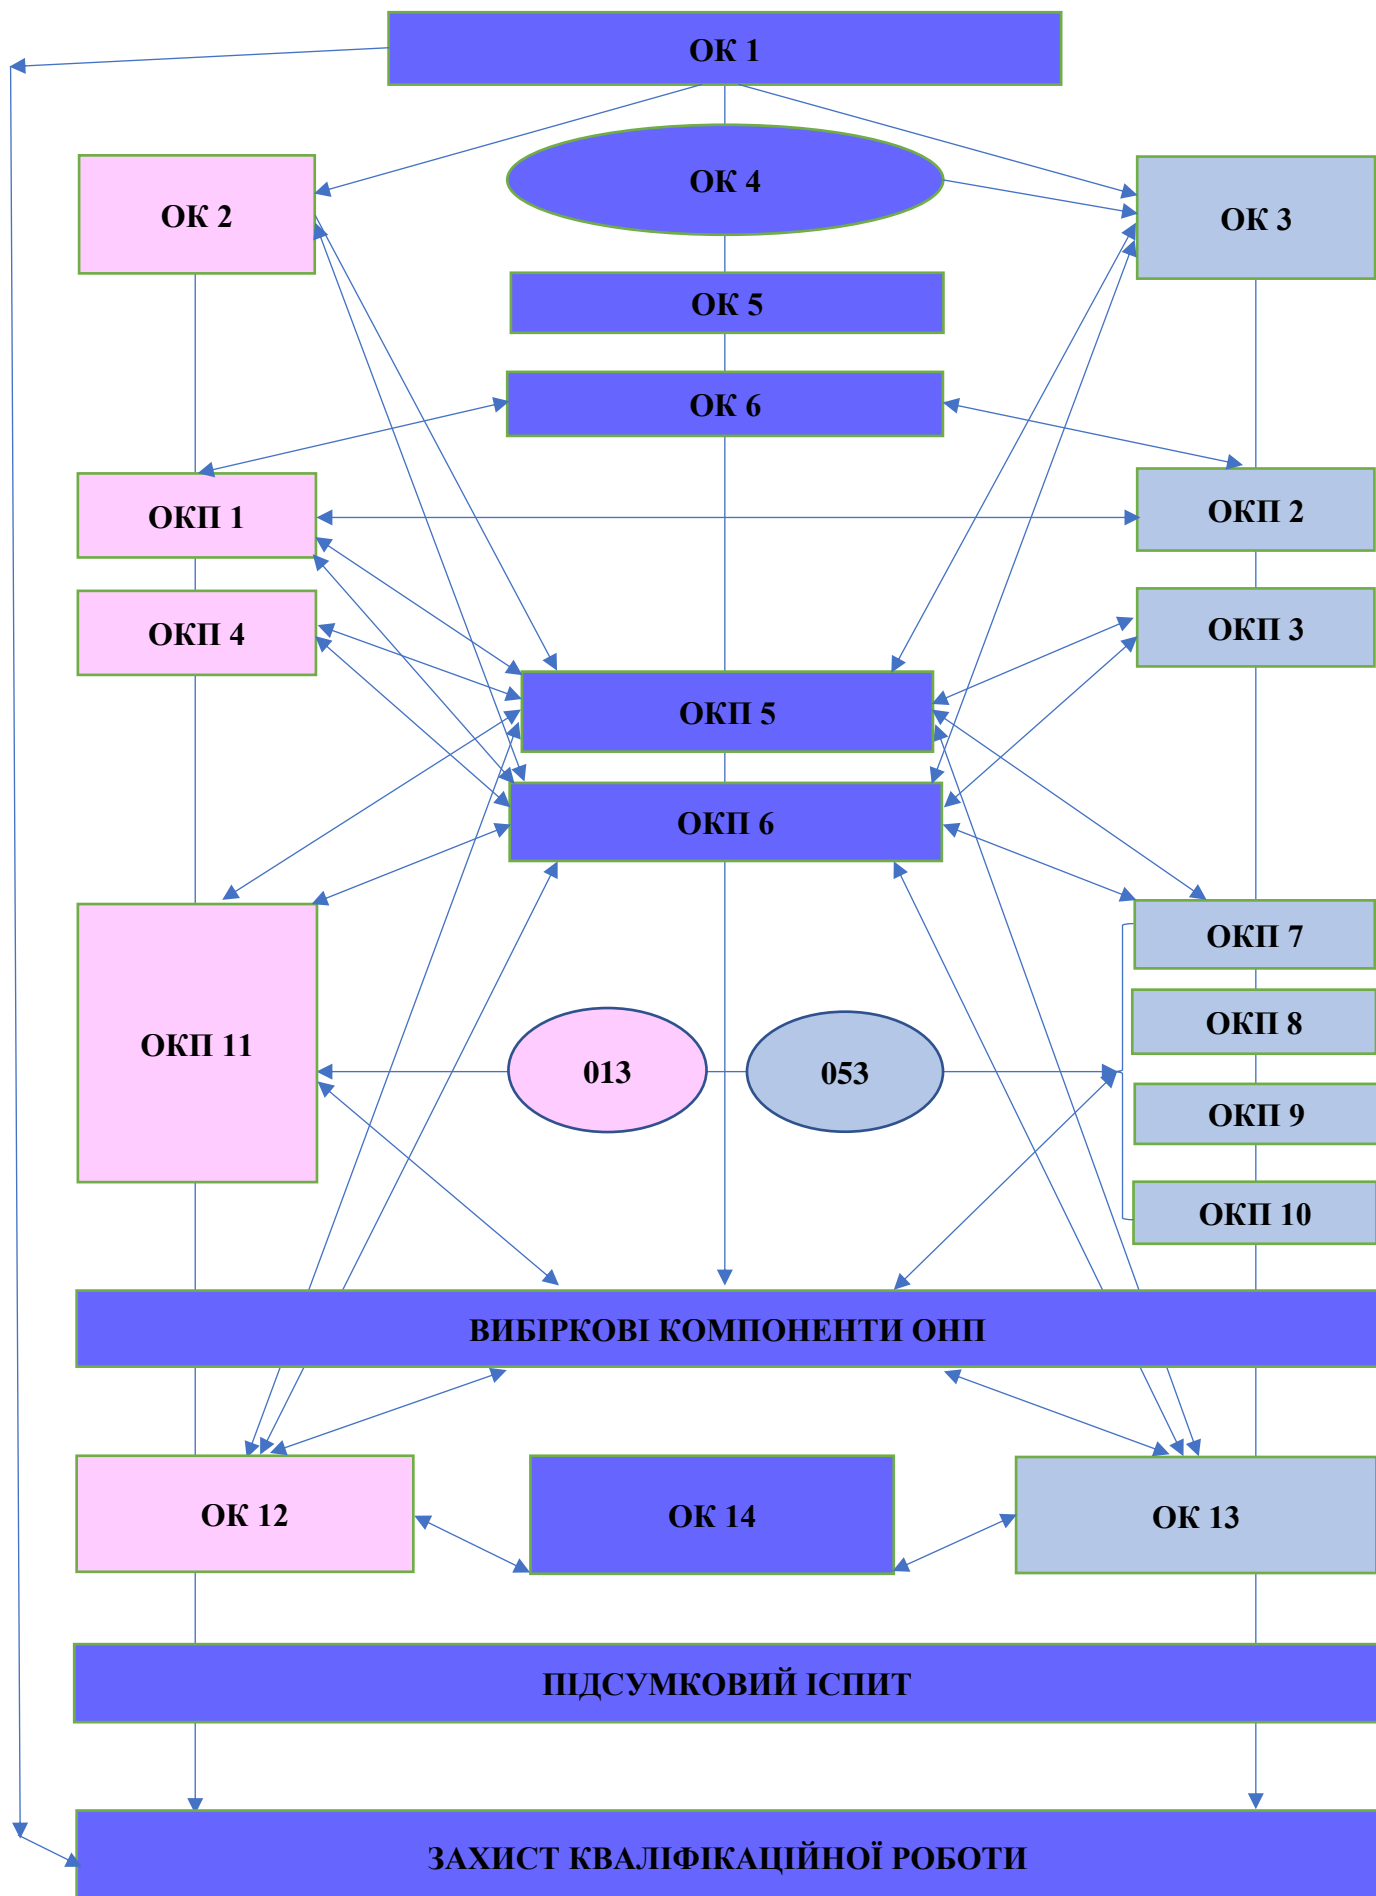 ОК 1
ОК 4
ОК 2
ОК 3
ОК 5
ОК 6
ОКП 1
ОКП 2
ОКП 4
ОКП 3
ОКП 5
ОКП 6
ОКП 7
ОКП 8
ОКП 11
013
053
ОКП 9
ОКП 10
ВИБІРКОВІ КОМПОНЕНТИ ОНП
ОК 12
ОК 14
ОК 13
ПІДСУМКОВИЙ ІСПИТ
ЗАХИСТ КВАЛІФІКАЦІЙНОЇ РОБОТИ